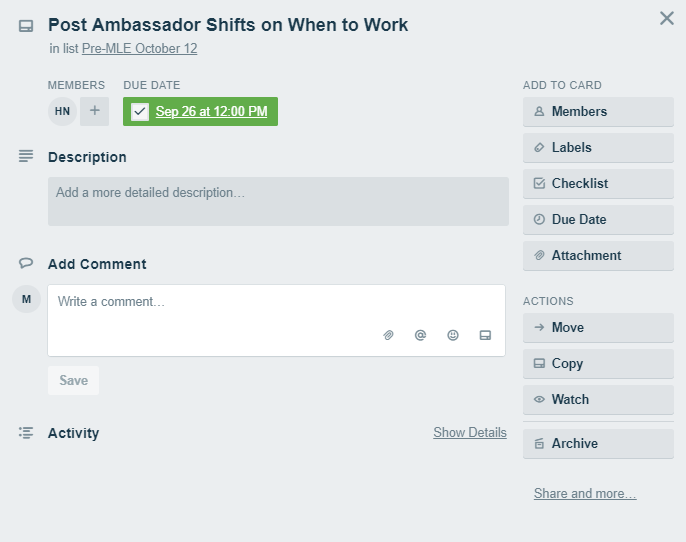 Post Ambassador Shifts on When to Work
in list Pre-MLE October 12
MEMBERS
HN
+
DUE DATE
Sep 26 at 12:00 PM
Description
Add a more detailed description…
Add Comment
M
Write a comment…
@
Save
Activity
Show Details
ADD TO CARD
Members
Labels
Checklist
Due Date
Attachment
ACTIONS
Move
Copy
Watch
Archive
Share and more…